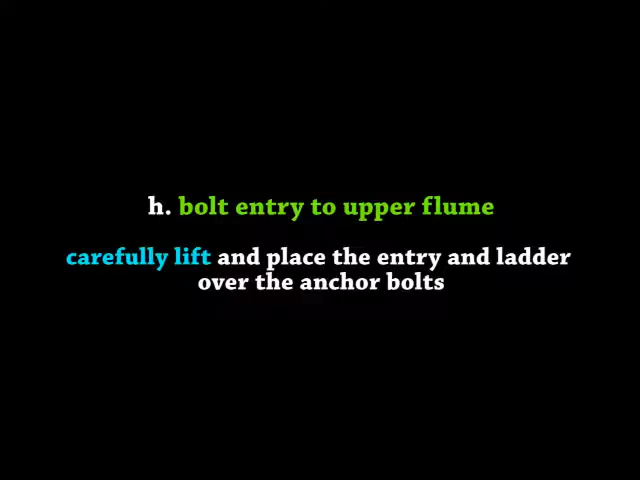 h. bolt entry to upper flume
carefully lift and place the entry and ladder
over the anchor bolts